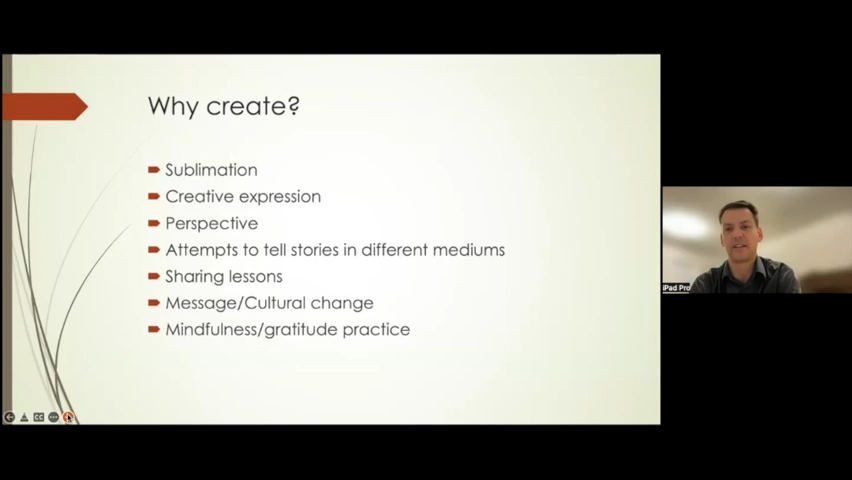 Why create?
Sublimation
Creative expression
Perspective
Attempts to tell stories in different mediums
Sharing lessons
Message/Cultural change
Mindfulness/gratitude practice
iPad Pro
CC